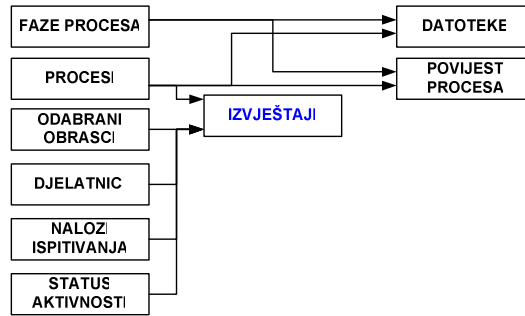 FAZE PROCESA
DATOTEKE
PROCESI
POVIJEST
PROCESA
IZVJEŠTAJI
ODABRANI
OBRASCI
DJELATNIC
NALOZI
ISPITIVANJA
STATUS
AKTIVNOSTI